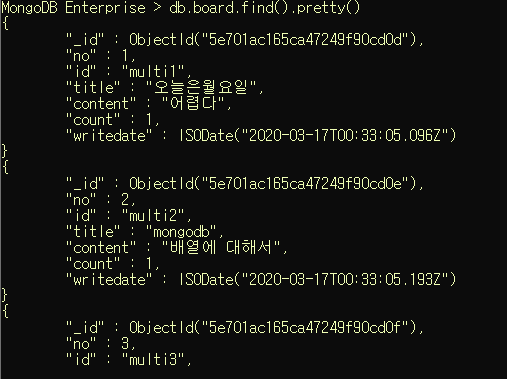 MongoDB Enterprise > db.board.find().pretty()
{
"_id" : ObjectId("5e701ac165ca47249f90cd0d"),
"no" : 1,
"id" : "multi1",
"title" : "오늘은월요일",
"content" : "어렵다",
"count" : 1,
"writedate" : ISODate("2020-03-17T00:33:05.096Z")
}
{
"_id" : ObjectId("5e701ac165ca47249f90cd0e"),
"no" : 2,
"id" : "multi2",
"title" : "mongodb",
"content" : "배열에 대해서",
"count" : 1,
"writedate" : ISODate("2020-03-17T00:33:05.193Z")
}
{
"_id" : ObjectId("5e701ac165ca47249f90cd0f"),
"no" : 3,
"id" : "multi3",